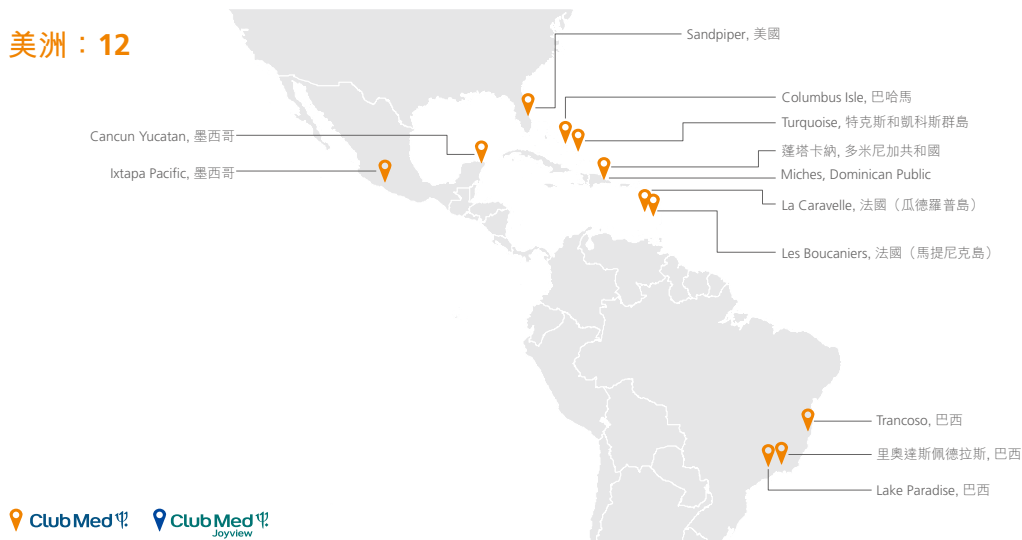 美洲：12
Sandpiper, 美國
Columbus Isle, 巴哈馬
Turquoise, 特克斯和凱科斯群島
Cancun Yucatan, 墨西哥
蓬塔卡納, 多米尼加共和國
Ixtapa Pacific, 墨西哥
Miches, Dominican Public
La Caravelle, 法國（瓜德羅普島）
Les Boucaniers, 法國（馬提尼克島）
Trancoso, 巴西
里奧達斯佩德拉斯, 巴西
Lake Paradise, 巴西
Club Med
Club Med
Joyview